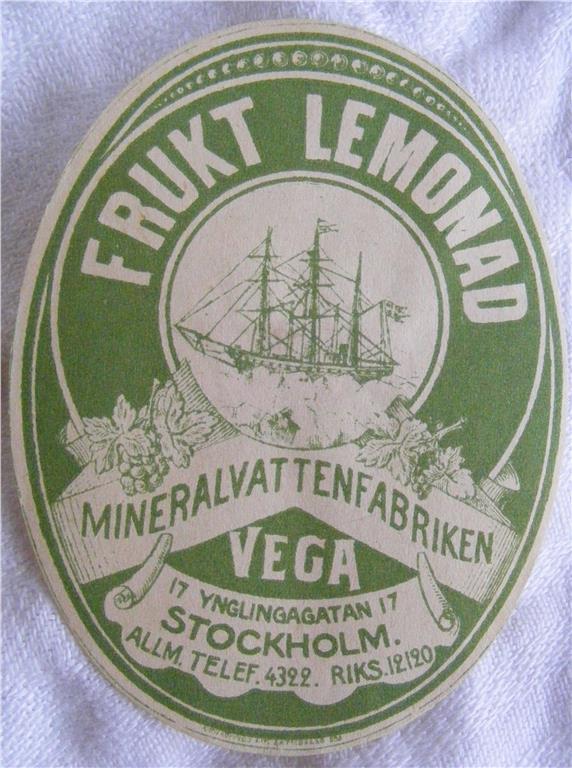 FRUKT LEMONAD
MINERALVATTENFABRIKEN
VEGA
17 YNGLINGAGATAN 17
STOCKHOLM.
ALLM. TELEF. 4322. RIKS. 12120